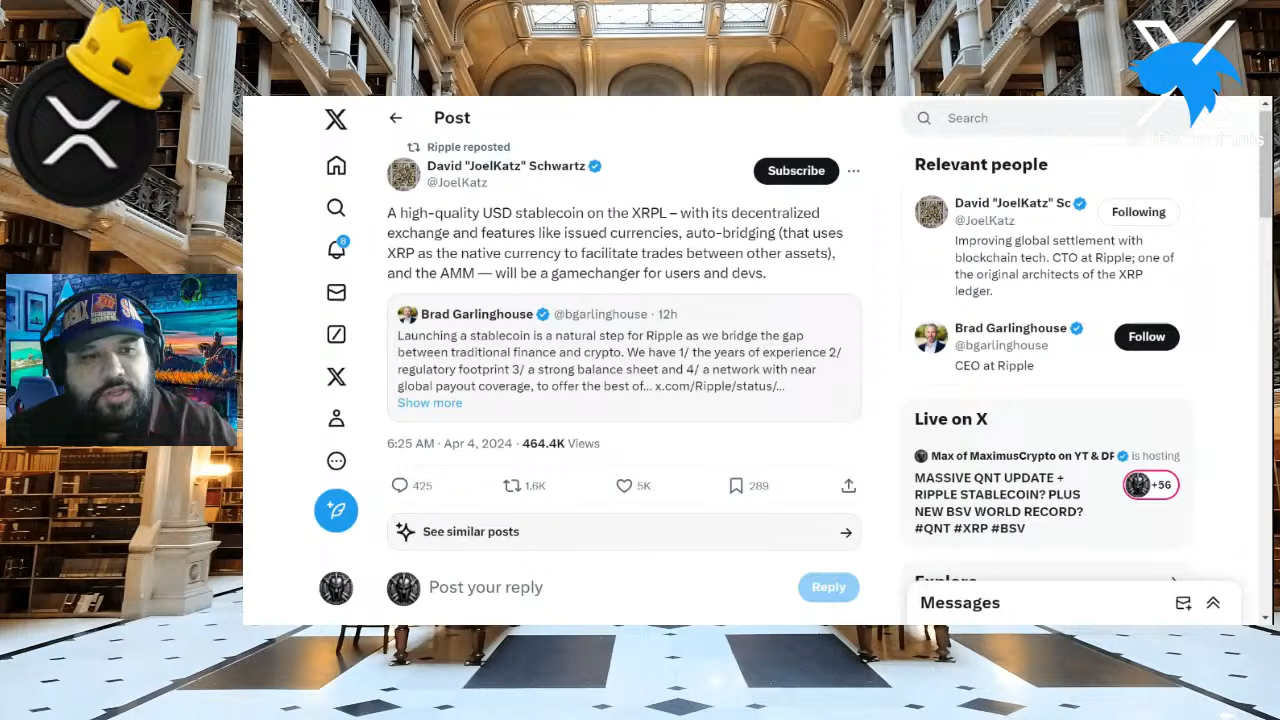 Post
Search
Ripple reposted
David "JoelKatz" Schwartz
@JoelKatz
Subscribe
A high-quality USD stablecoin on the XRPL – with its decentralized
exchange and features like issued currencies, auto-bridging (that uses
XRP as the native currency to facilitate trades between other assets),
and the AMM — will be a gamechanger for users and devs.
Brad Garlinghouse @bgarlinghouse · 12h
Launching a stablecoin is a natural step for Ripple as we bridge the gap
between traditional finance and crypto. We have 1/ the years of experience 2/
regulatory footprint 3/ a strong balance sheet and 4/ a network with near
global payout coverage, to offer the best of... x.com/Ripple/status/...
Show more
6:25 AM · Apr 4, 2024 · 464.4K Views
425
1.6K
5K
289
See similar posts
Post your reply
Reply
8
Relevant people
David "JoelKatz" Sc
@JoelKatz
Following
Improving global settlement with
blockchain tech. CTO at Ripple; one of
the original architects of the XRP
ledger.
Brad Garlinghouse
@bgarlinghouse
Follow
CEO at Ripple
Live on X
Max of MaximusCrypto on YT & DF is hosting
MASSIVE QNT UPDATE +
RIPPLE STABLECOIN? PLUS
NEW BSV WORLD RECORD?
#QNT #XRP #BSV
+56
Explore
Messages